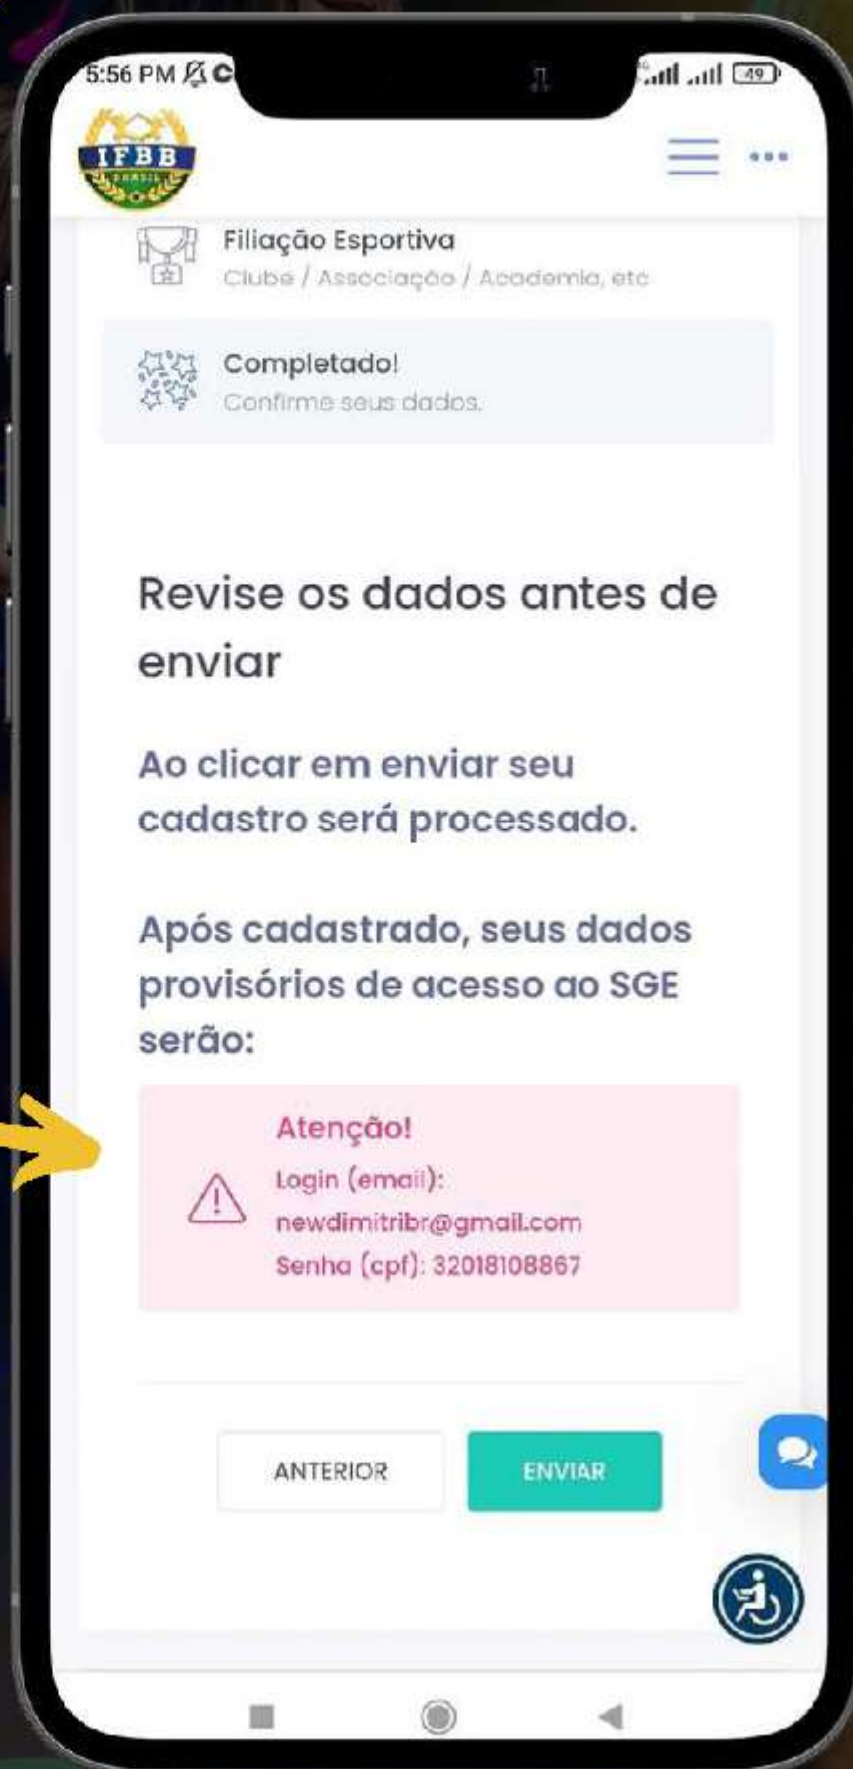 5:56 PM
49
IFBB
BRASIL
Filiação Esportiva
Clube / Associação / Academia, etc
Completado!
Confirme seus dados.
Revise os dados antes de
enviar
Ao clicar em enviar seu
cadastro será processado.
Após cadastrado, seus dados
provisórios de acesso ao SGE
serão:
Atenção!
Login (email):
newdimitribr@gmail.com
Senha (cpf): 32018108867
ANTERIOR
ENVIAR